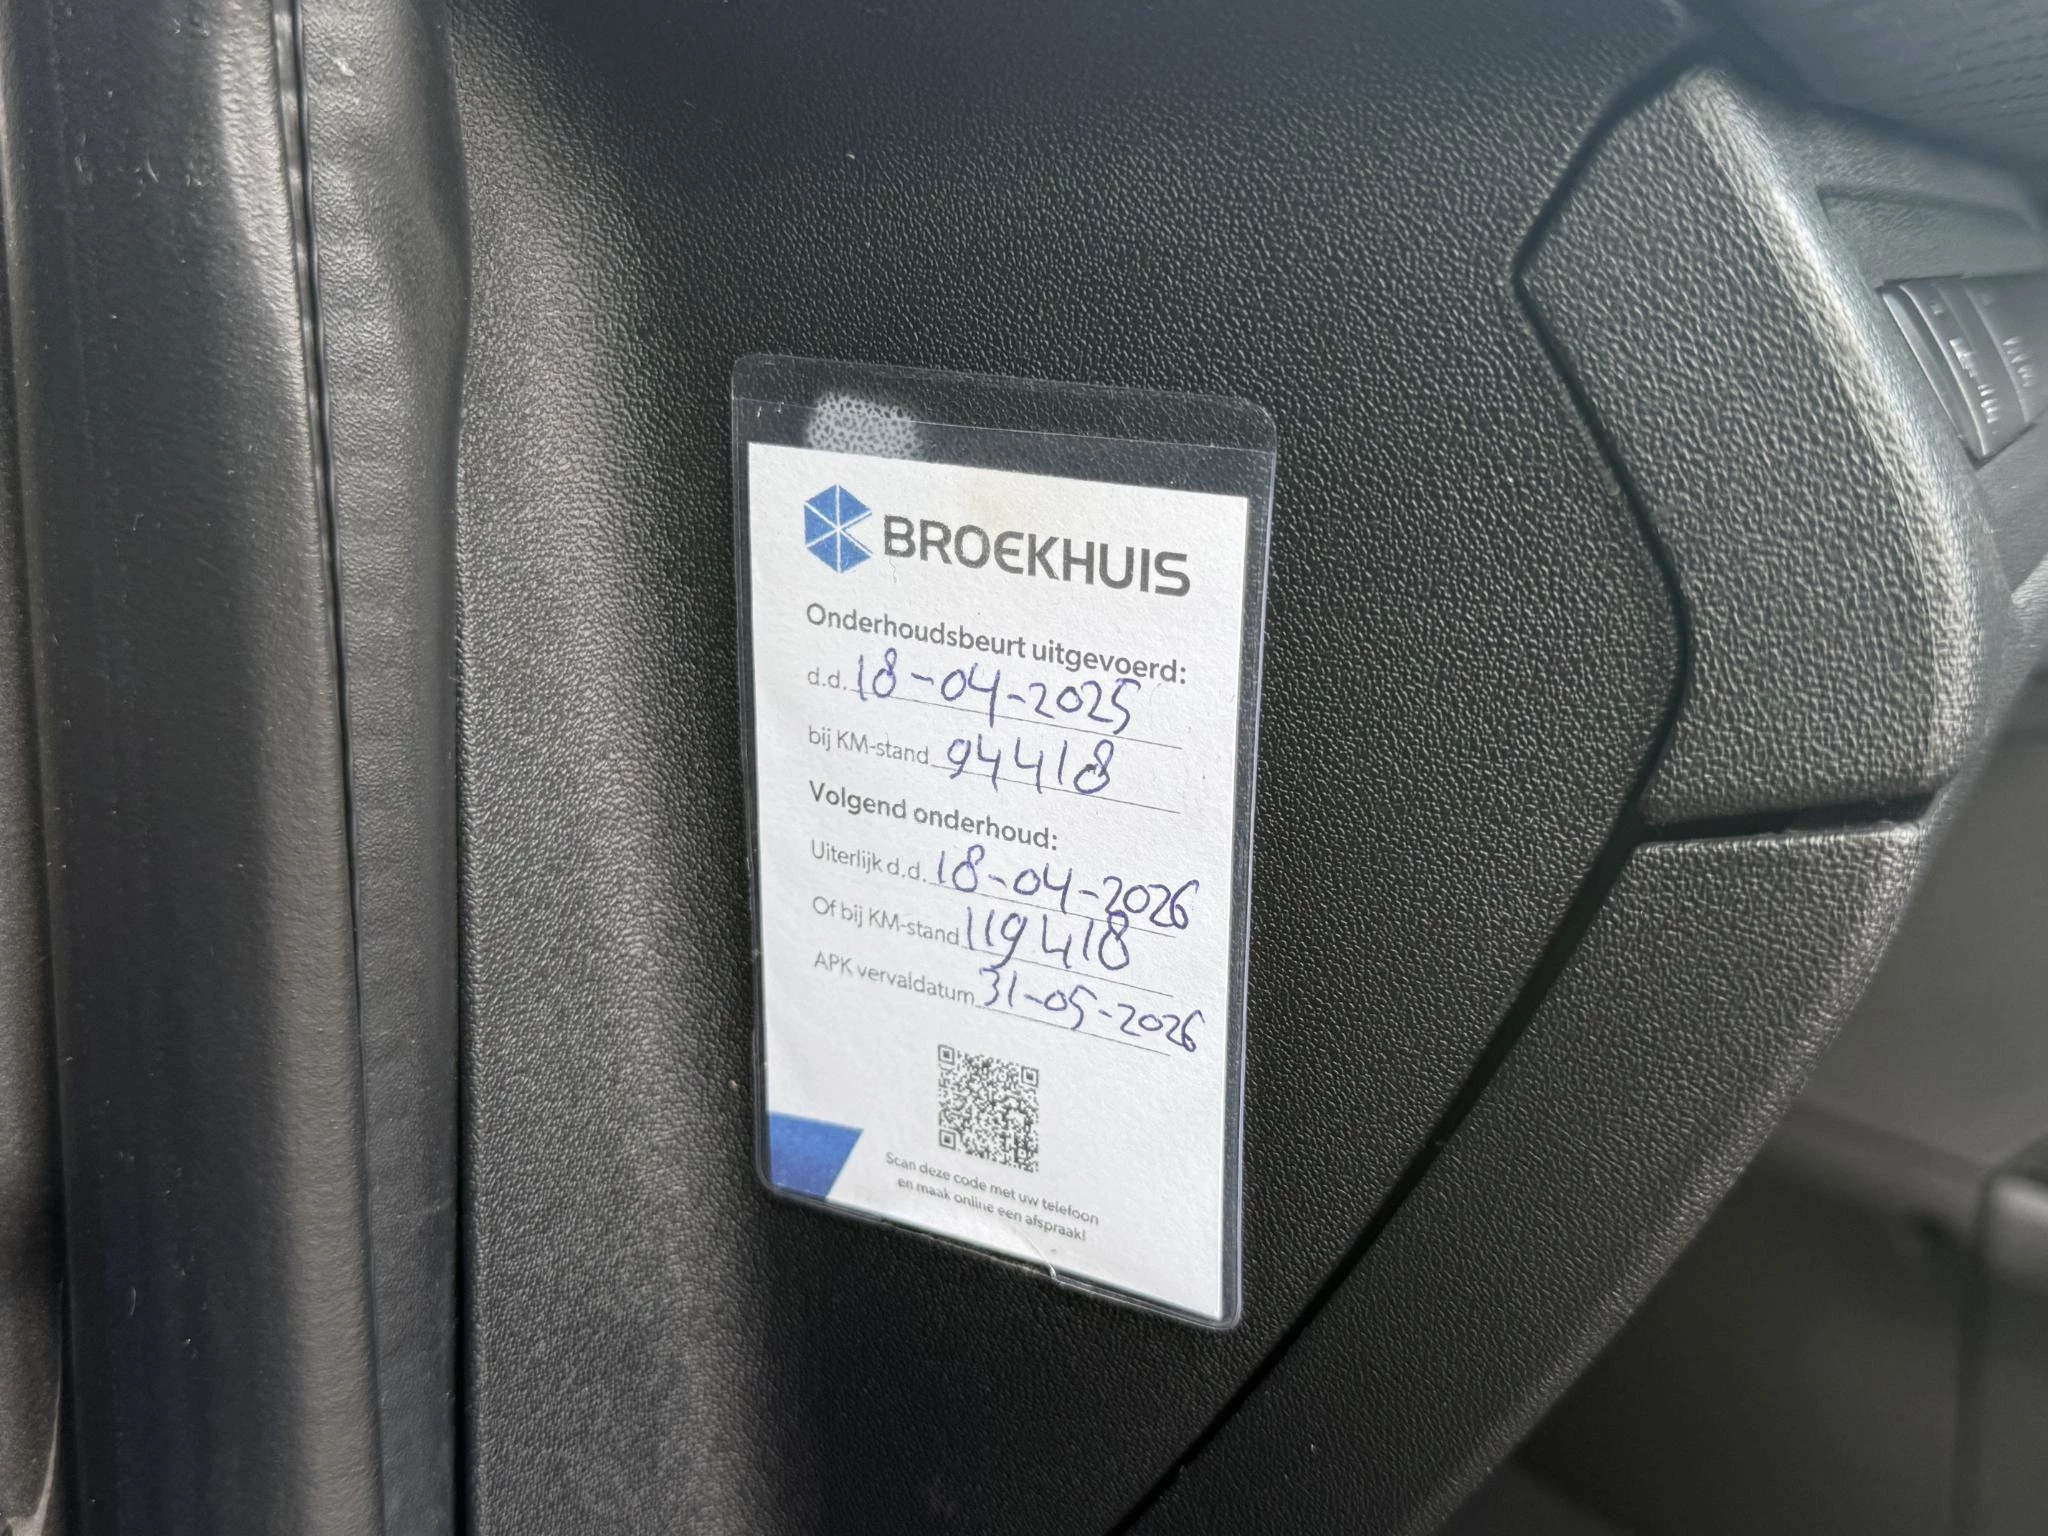 BROEKHUIS
Onderhoudsbeurt uitgevoerd:
d.d. 18-04-2025
bij KM-stand 94418
Volgend onderhoud:
Uiterlijk d.d. 18-04-2026
Of bij KM-stand 119418
APK vervaldatum 31-05-2026
Scan deze code met uw telefoon
en maak online een afspraak!